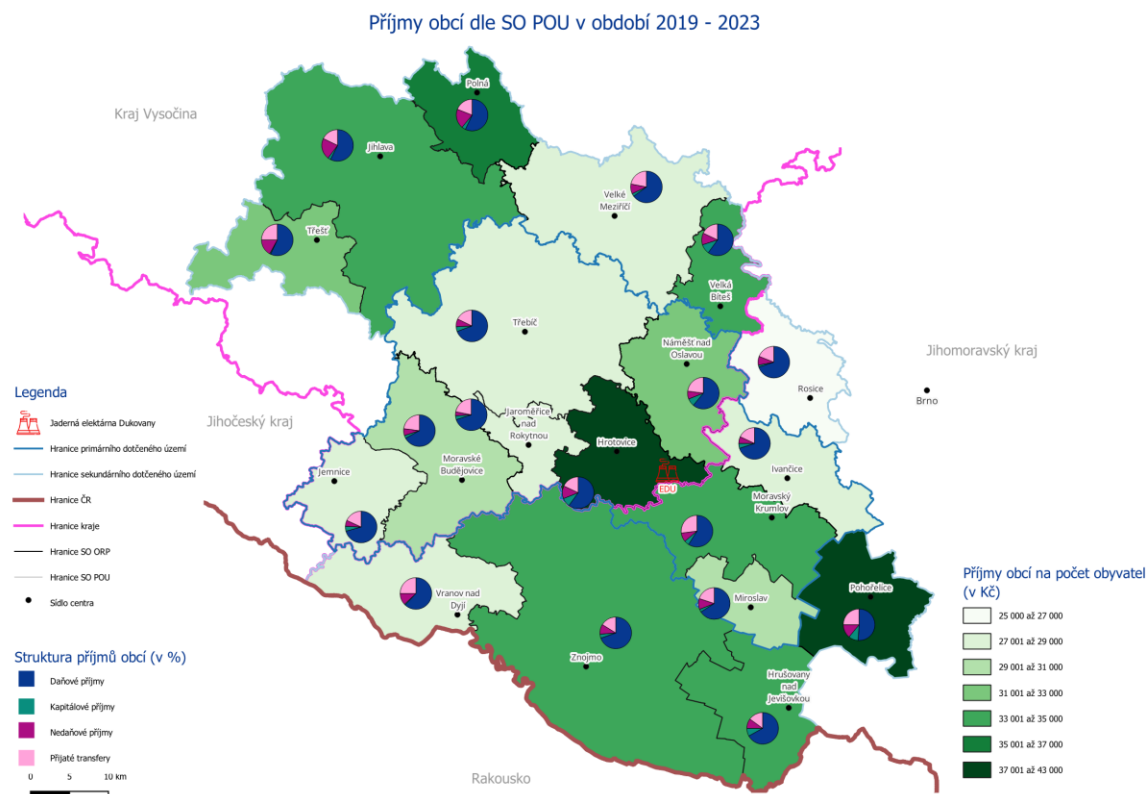 Příjmy obcí dle SO POU v období 2019 - 2023
Kraj Vysočina
Polná
Jihlava
Velké
Meziříčí
Třešť
Velká
Bíteš
Třebíč
Náměšť nad
Oslavou
Jihomoravský kraj
Brno
Rosice
Jihočeský kraj
Jaroměřice
nad
Rokytnou
Hrotovice
Moravské
Budějovice
Jemnice
EDU
Ivančice
Moravský
Krumlov
Pohořelice
Miroslav
Vranov nad
Dyjí
Znojmo
Hrušovany
nad
Jevišovkou
Rakousko
Legenda
Jaderná elektárna Dukovany
Hranice primárního dotčeného území
Hranice sekundárního dotčeného území
Hranice ČR
Hranice kraje
Hranice SO ORP
Hranice SO POU
Sídlo centra
Struktura příjmů obcí (v %)
Daňové příjmy
Kapitálové příjmy
Nedaňové příjmy
Přijaté transfery
0 5 10 km
Příjmy obcí na počet obyvatel
(v Kč)
25 000 až 27 000
27 001 až 29 000
29 001 až 31 000
31 001 až 33 000
33 001 až 35 000
35 001 až 37 000
37 001 až 43 000